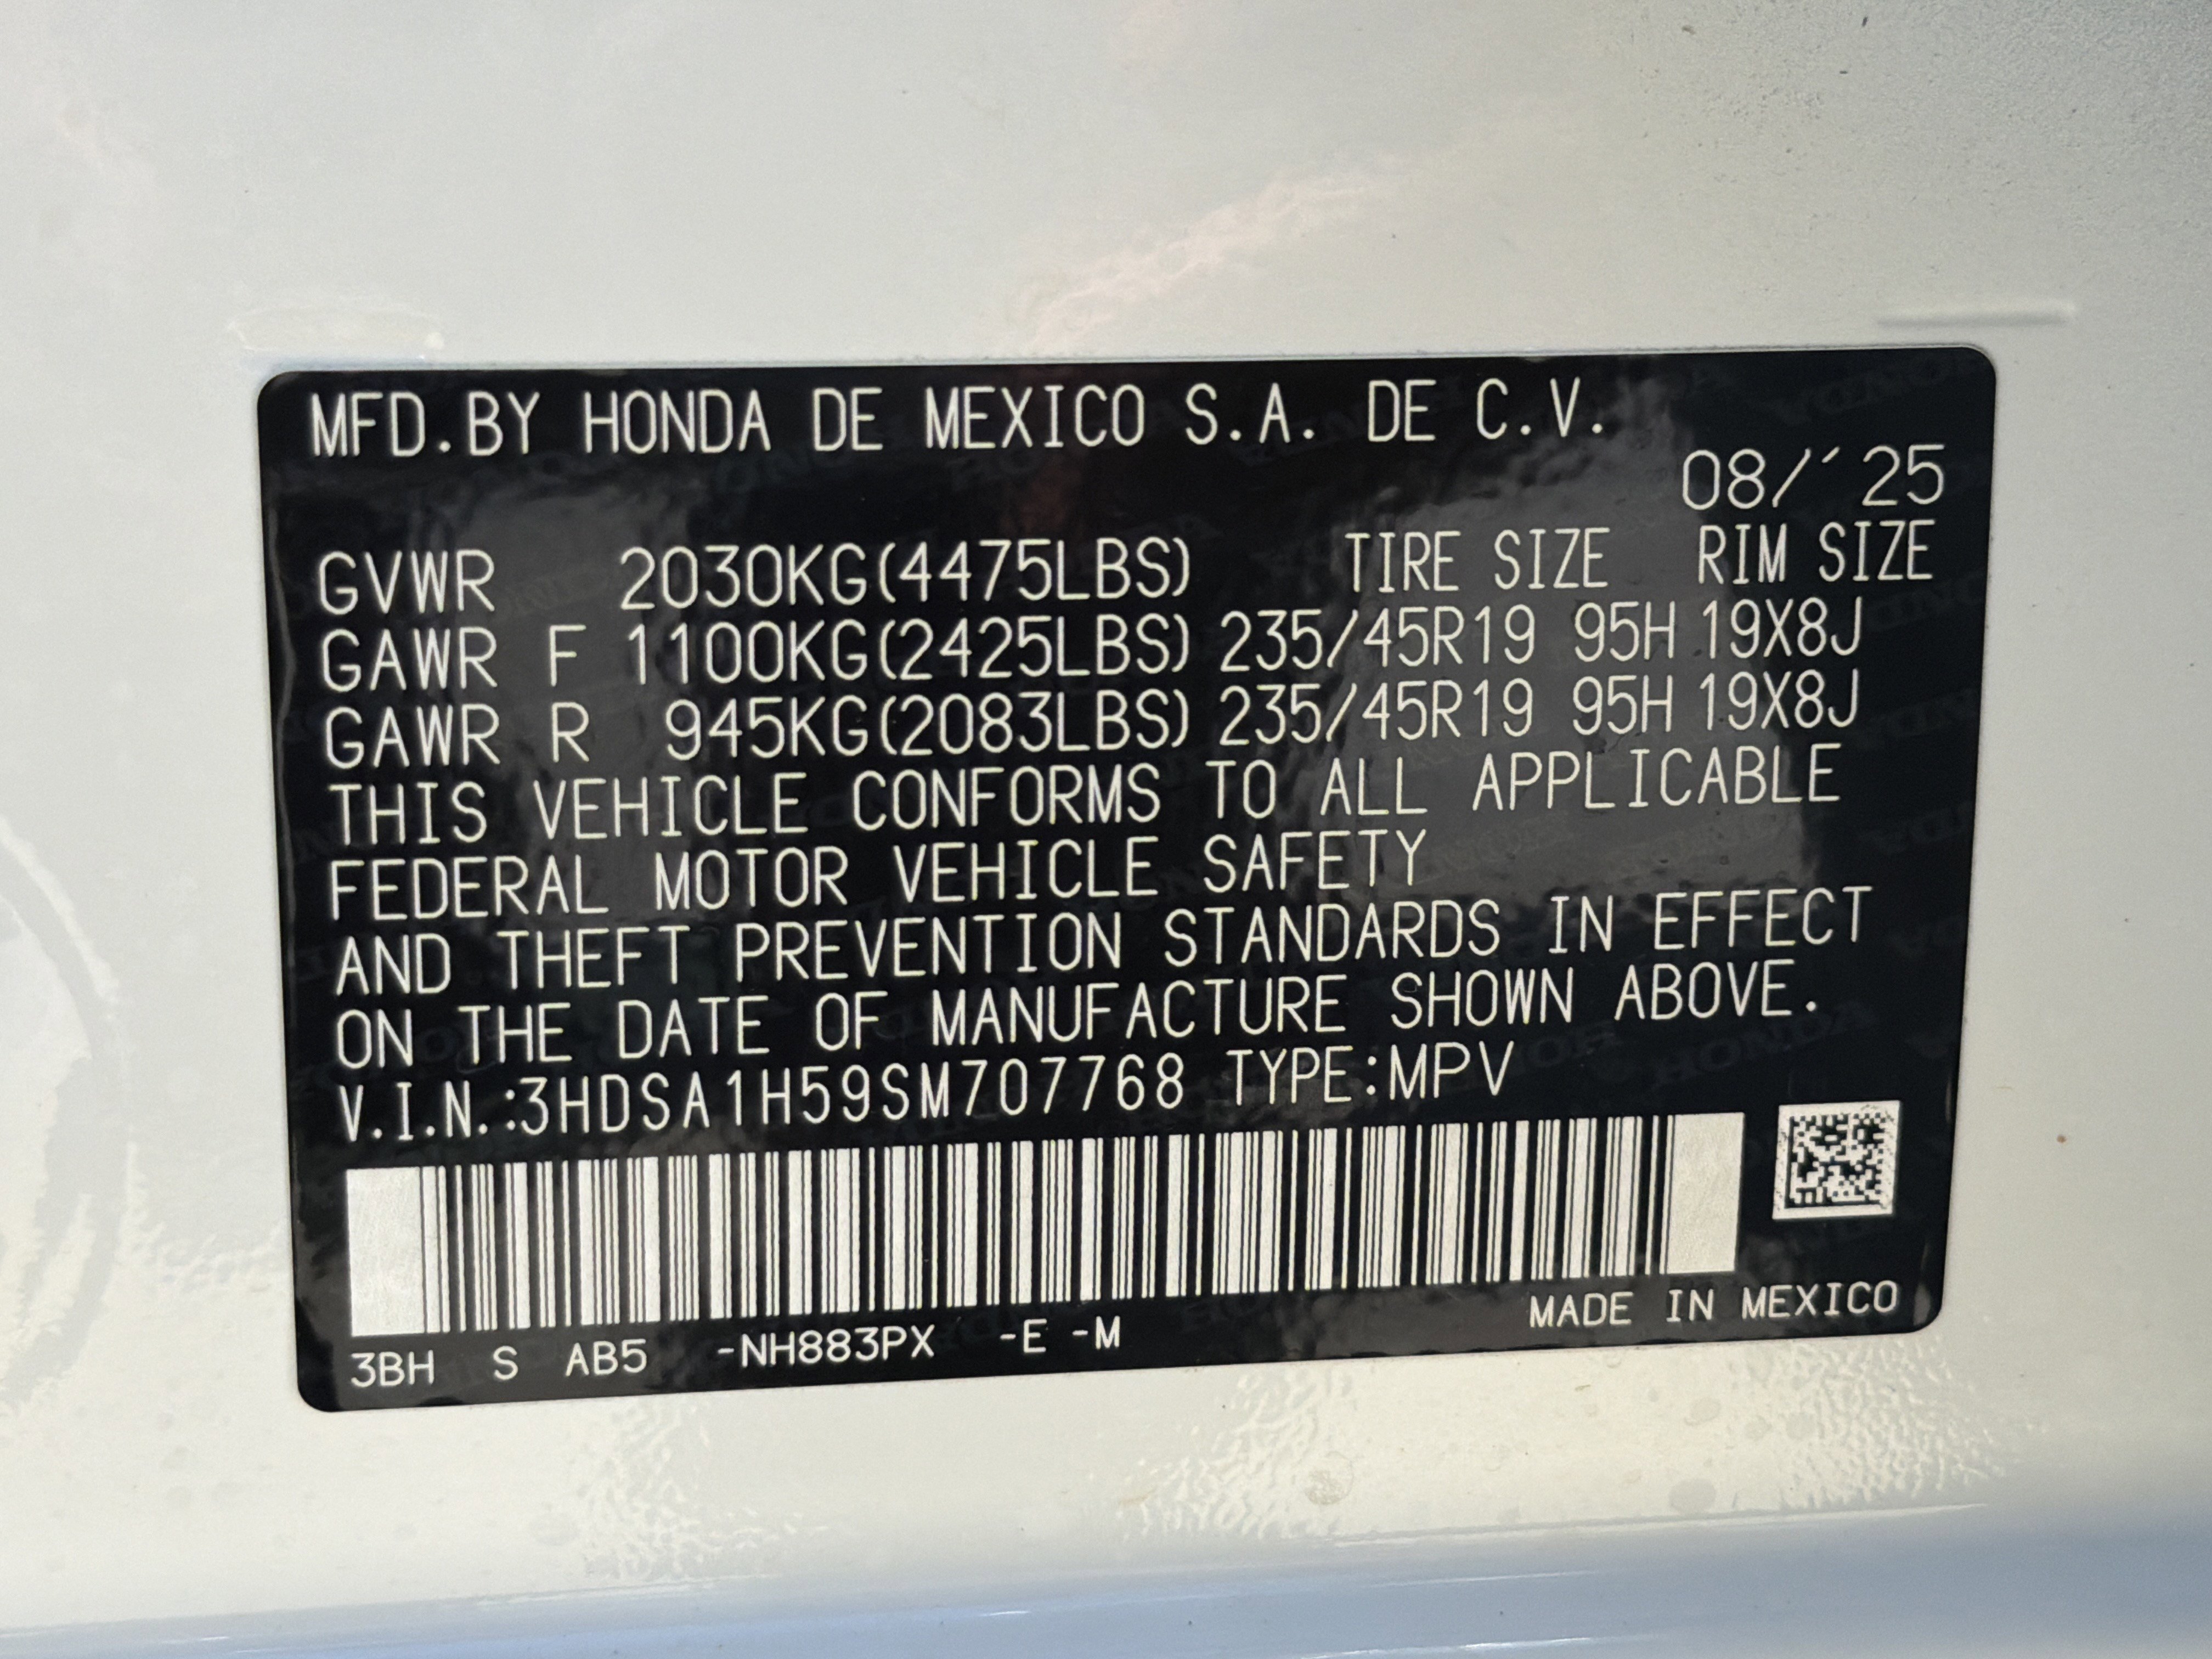 MFD.BY HONDA DE MEXICO S.A. DE C.V.
08/´25
GVWR 2030KG(4475LBS) TIRE SIZE RIM SIZE
GAWR F 1100KG(2425LBS) 235/45R19 95H 19X8J
GAWR R 945KG(2083LBS) 235/45R19 95H 19X8J
THIS VEHICLE CONFORMS TO ALL APPLICABLE
FEDERAL MOTOR VEHICLE SAFETY
AND THEFT PREVENTION STANDARDS IN EFFECT
ON THE DATE OF MANUFACTURE SHOWN ABOVE.
V.I.N.:3HDSA1H59SM707768 TYPE:MPV
3BH S AB5 -NH883PX -E -M MADE IN MEXICO